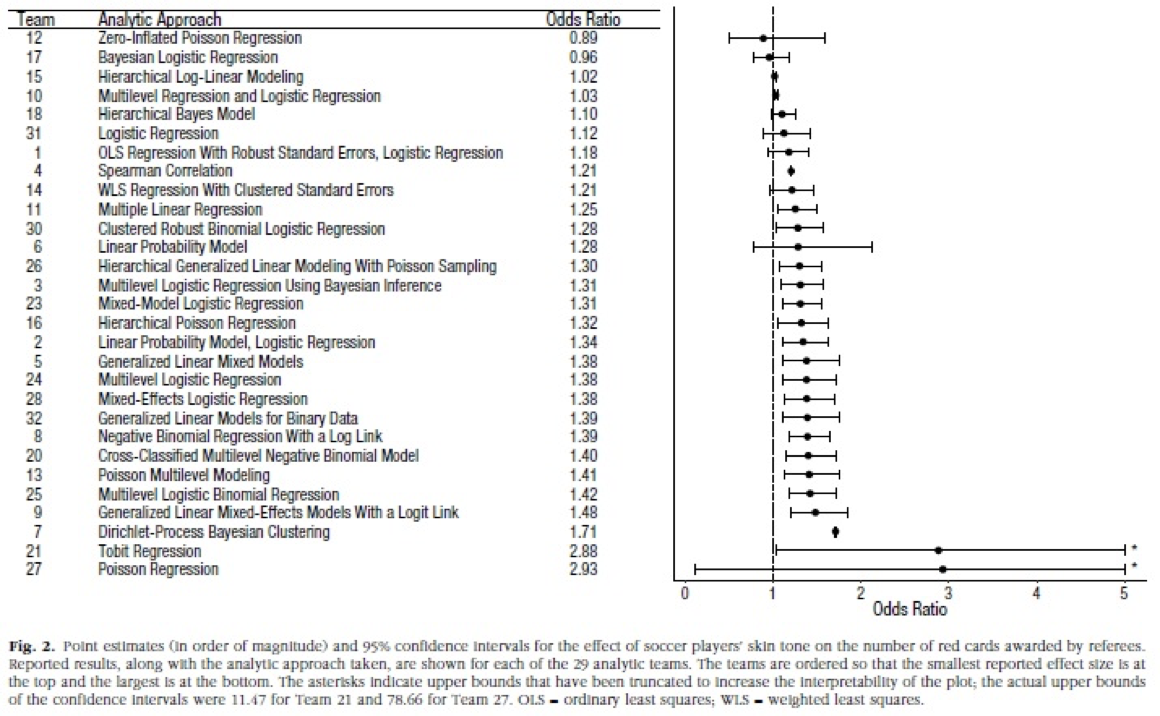 Team Analytic Approach Odds Ratio
12 Zero-Inflated Poisson Regression 0.89
17 Bayesian Logistic Regression 0.96
15 Hierarchical Log-Linear Modeling 1.02
10 Multilevel Regression and Logistic Regression 1.03
18 Hierarchical Bayes Model 1.10
31 Logistic Regression 1.12
1 OLS Regression With Robust Standard Errors, Logistic Regression 1.18
4 Spearman Correlation 1.21
14 WLS Regression With Clustered Standard Errors 1.21
11 Multiple Linear Regression 1.25
30 Clustered Robust Binomial Logistic Regression 1.28
6 Linear Probability Model 1.28
26 Hierarchical Generalized Linear Modeling With Poisson Sampling 1.30
3 Multilevel Logistic Regression Using Bayesian Inference 1.31
23 Mixed-Model Logistic Regression 1.31
16 Hierarchical Poisson Regression 1.32
2 Linear Probability Model, Logistic Regression 1.34
5 Generalized Linear Mixed Models 1.38
24 Multilevel Logistic Regression 1.38
28 Mixed-Effects Logistic Regression 1.38
32 Generalized Linear Models for Binary Data 1.39
8 Negative Binomial Regression With a Log Link 1.39
20 Cross-Classified Multilevel Negative Binomial Model 1.40
13 Poisson Multilevel Modeling 1.41
25 Multilevel Logistic Binomial Regression 1.42
9 Generalized Linear Mixed-Effects Models With a Logit Link 1.48
7 Dirichlet-Process Bayesian Clustering 1.71
21 Tobit Regression 2.88 *
27 Poisson Regression 2.93 *
0 1 2 3 4 5
Odds Ratio
Fig. 2. Point estimates (in order of magnitude) and 95% confidence intervals for the effect of soccer players' skin tone on the number of red cards awarded by referees.
Reported results, along with the analytic approach taken, are shown for each of the 29 analytic teams. The teams are ordered so that the smallest reported effect size is at
the top and the largest is at the bottom. The asterisks indicate upper bounds that have been truncated to increase the interpretability of the plot; the actual upper bounds
of the confidence intervals were 11.47 for Team 21 and 78.66 for Team 27. OLS = ordinary least squares; WLS = weighted least squares.